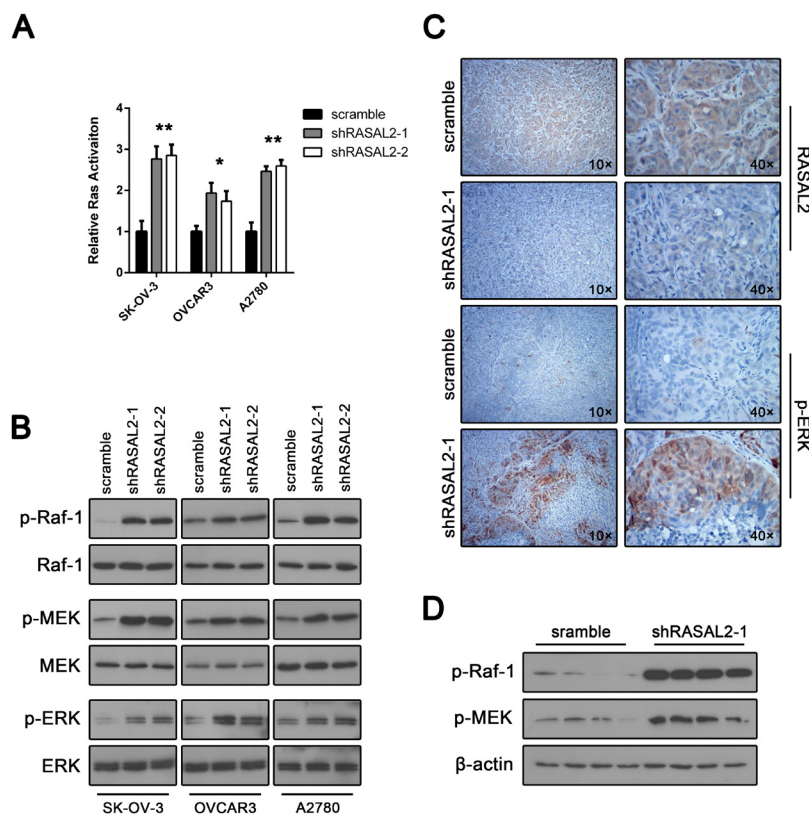 A
Relative Ras Activaiton
4
3
2
1
0
**
*
**
scramble
shRASAL2-1
shRASAL2-2
SK-OV-3
OVCAR3
A2780
B
scramble
shRASAL2-1
shRASAL2-2
scramble
shRASAL2-1
shRASAL2-2
scramble
shRASAL2-1
shRASAL2-2
p-Raf-1
Raf-1
p-MEK
MEK
p-ERK
ERK
SK-OV-3 OVCAR3 A2780
C
scramble
10× 40×
shRASAL2-1
10× 40×
RASAL2
scramble
10× 40×
shRASAL2-1
10× 40×
p-ERK
D
sramble shRASAL2-1
p-Raf-1
p-MEK
β-actin